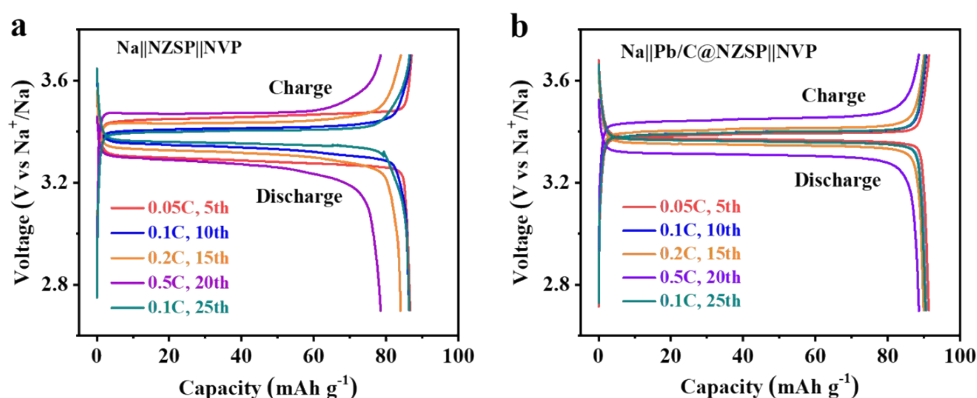 a
Na||NZSP||NVP
Charge
Discharge
0.05C, 5th
0.1C, 10th
0.2C, 15th
0.5C, 20th
0.1C, 25th
Voltage (V vs Na⁺/Na)
3.6
3.2
2.8
0 20 40 60 80 100
Capacity (mAh g⁻¹)
b
Na||Pb/C@NZSP||NVP
Charge
Discharge
0.05C, 5th
0.1C, 10th
0.2C, 15th
0.5C, 20th
0.1C, 25th
Voltage (V vs Na⁺/Na)
3.6
3.2
2.8
0 20 40 60 80 100
Capacity (mAh g⁻¹)